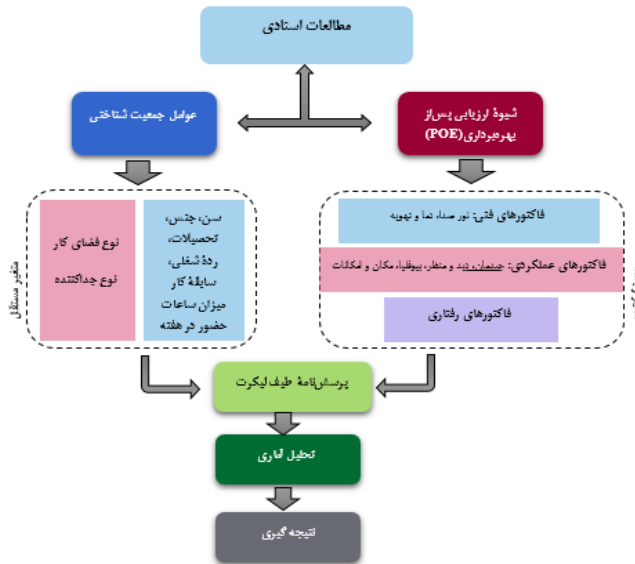 مطالعات اسنادی
شیوهٔ ارزیابی پس‌از
بهره‌برداری (POE)
عوامل جمعیت شناختی
فاکتورهای فنی: نور صدا، دما و تهویه
فاکتورهای عملکردی: چیدمان، دید و منظر، بیوفیلیا، مکان و امکانات
فاکتورهای رفتاری
سن، جنس،
تحصیلات،
ردهٔ شغلی،
سابقهٔ کار
میزان ساعات
حضور در هفته
نوع فضای کار
نوع جداکننده
متغیر مستقل
پرسش‌نامهٔ طیف لیکرت
تحلیل آماری
نتیجه گیری